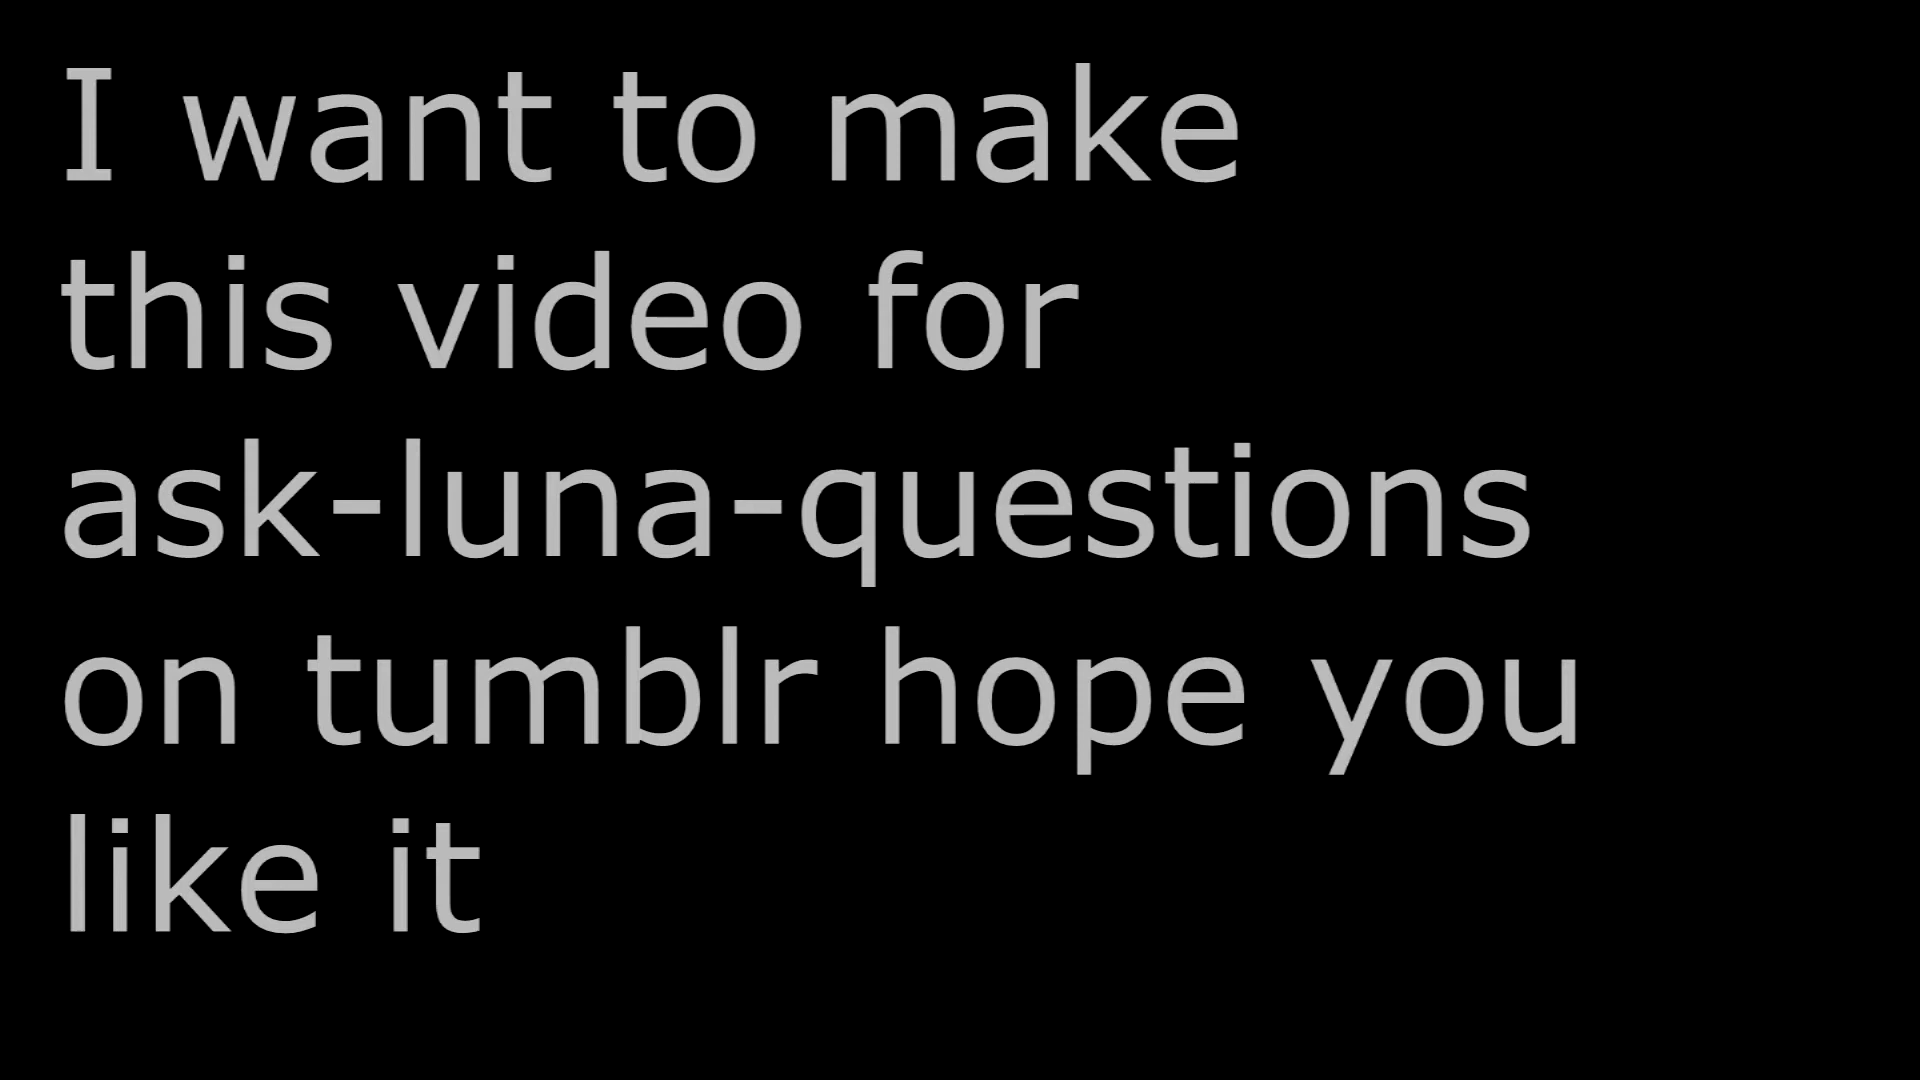 I want to make
this video for
ask-luna-questions
on tumblr hope you
like it